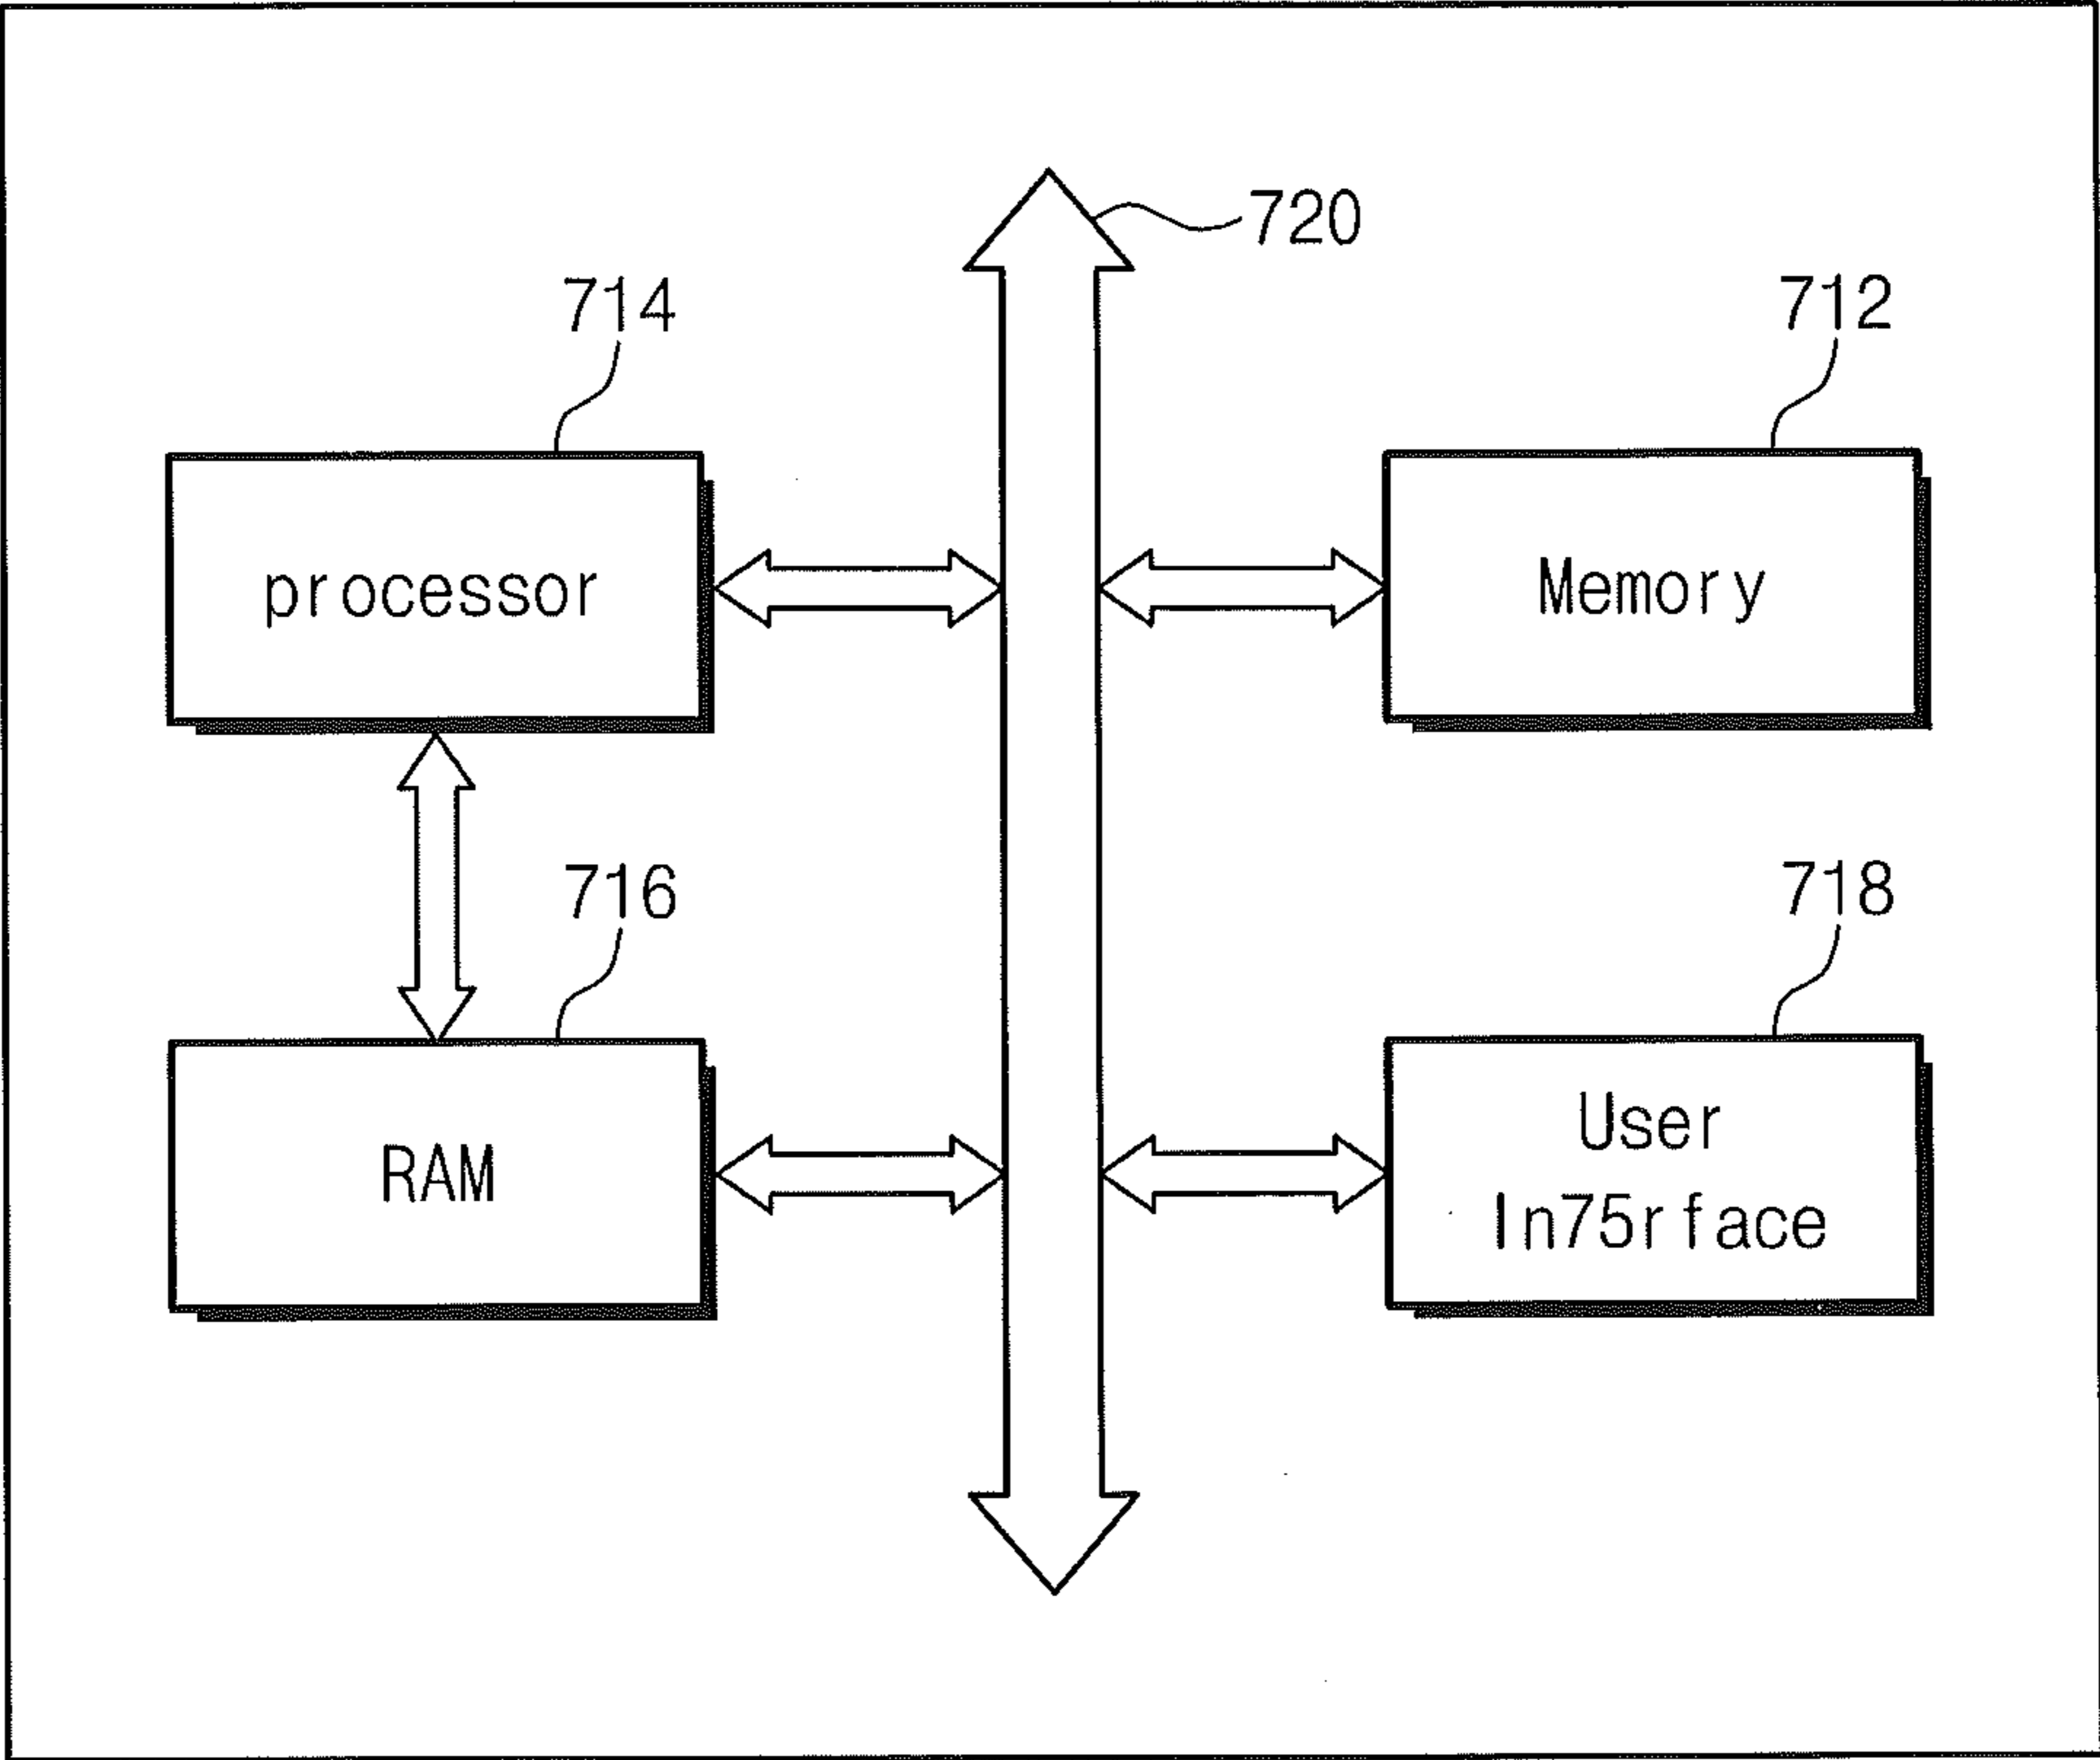 720
714
712
processor
Memory
716
718
RAM
User
In75rface